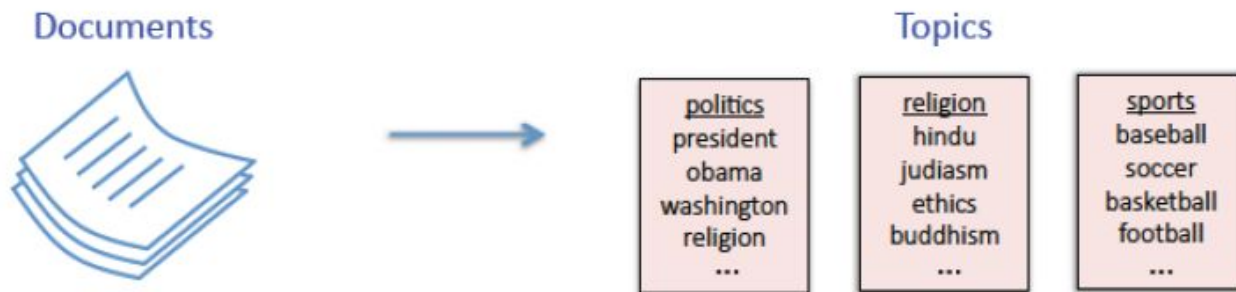 Documents
Topics
politics
president
obama
washington
religion
...
religion
hindu
judiasm
ethics
buddhism
...
sports
baseball
soccer
basketball
football
...